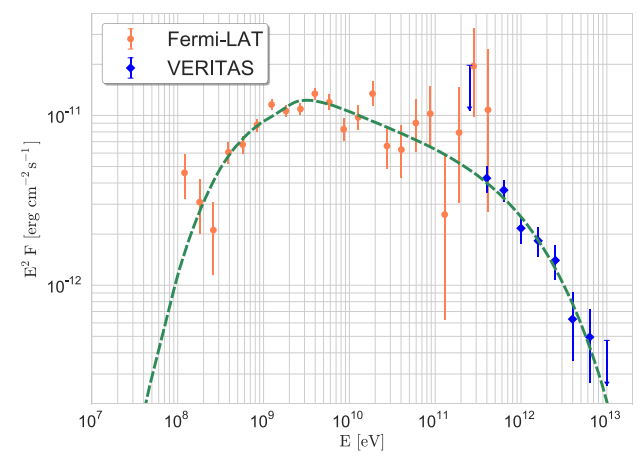 Fermi-LAT
VERITAS
E² F [erg cm⁻² s⁻¹]
10⁻¹¹
10⁻¹²
10⁷ 10⁸ 10⁹ 10¹⁰ 10¹¹ 10¹² 10¹³
E [eV]